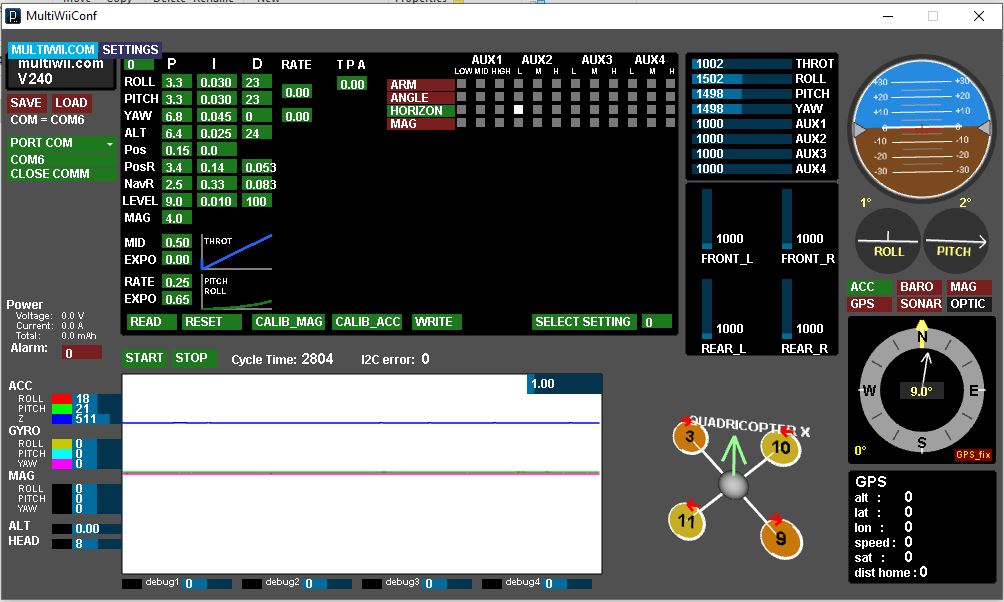 MultiWiiConf
MULTIWII.COM SETTINGS
multiwii.com
V240
SAVE LOAD
COM = COM6
PORT COM
COM6
CLOSE COMM
0 P I D RATE T P A
ROLL 3.3 0.030 23 0.00 0.00
PITCH 3.3 0.030 23
YAW 6.8 0.045 0 0.00
ALT 6.4 0.025 24
Pos 0.15 0.0
PosR 3.4 0.14 0.053
NavR 2.5 0.33 0.083
LEVEL 9.0 0.010 100
MAG 4.0
MID 0.50 THROT
EXPO 0.00
RATE 0.25 PITCH
EXPO 0.65 ROLL
AUX1 AUX2 AUX3 AUX4
LOW MID HIGH L M H L M H L M H
ARM
ANGLE
HORIZON
MAG
READ RESET CALIB_MAG CALIB_ACC WRITE SELECT SETTING 0
1002 THROT
1502 ROLL
1498 PITCH
1498 YAW
1000 AUX1
1000 AUX2
1000 AUX3
1000 AUX4
1000 1000
FRONT_L FRONT_R
1000 1000
REAR_L REAR_R
+30 +30
+20 +20
+10 +10
0 0
-10 -10
-20 -20
-30 -30
1° 2°
ROLL PITCH
ACC BARO MAG
GPS SONAR OPTIC
N
W 9.0° E
S
0° GPS_fix
Power
Voltage: 0.0 V
Current: 0.0 A
Total: 0.0 mAh
Alarm: 0
START STOP Cycle Time: 2804 I2C error: 0
1.00
ACC
ROLL 18
PITCH 21
Z 511
GYRO
ROLL 0
PITCH 0
YAW 0
MAG
ROLL 0
PITCH 0
YAW 0
ALT 0.00
HEAD 8
debug1 0 debug2 0 debug3 0 debug4 0
QUADRICOPTER X
3 10
11 9
GPS
alt : 0
lat : 0
lon : 0
speed : 0
sat : 0
dist home : 0